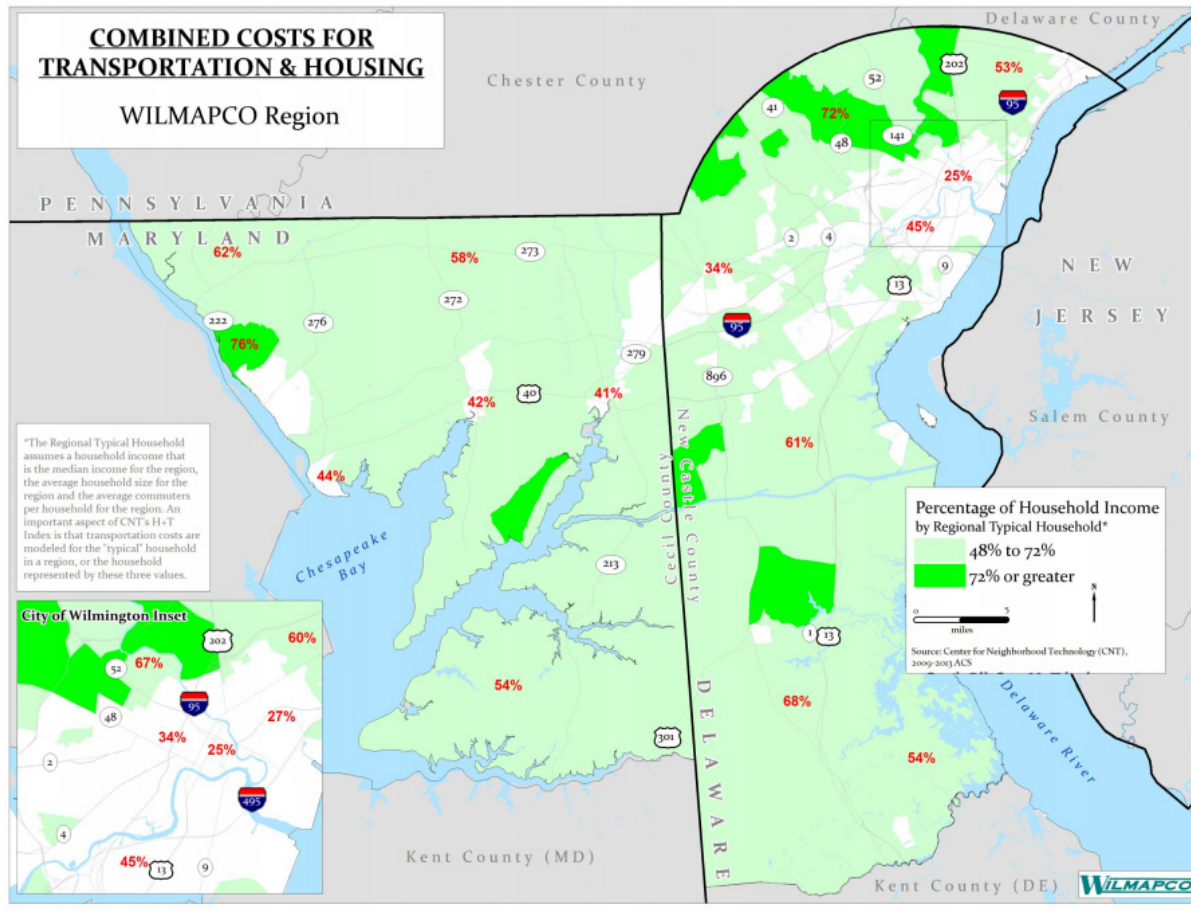 COMBINED COSTS FOR
TRANSPORTATION & HOUSING
WILMAPCO Region
Delaware County
Chester County
202
53%
52
95
41
72%
48
141
25%
PENNSYLVANIA
MARYLAND
45%
62%
58%
273
2
4
34%
9
NEW
JERSEY
13
272
222
276
95
76%
279
896
40
42%
41%
Salem County
New Castle County
Cecil County
61%
*The Regional Typical Household
assumes a household income that
is the median income for the region,
the average household size for the
region and the average commuters
per household for the region. An
important aspect of CNT's H+T
Index is that transportation costs are
modeled for the "typical" household
in a region, or the household
represented by these three values.
44%
Chesapeake
Bay
213
Percentage of Household Income
by Regional Typical Household*
48% to 72%
72% or greater
N
0 5
miles
Source: Center for Neighborhood Technology (CNT),
2009-2013 ACS
1
13
City of Wilmington Inset
202
60%
52
67%
95
48
27%
34%
25%
2
495
4
45%
13
9
54%
68%
DELAWARE
Delaware River
301
54%
Kent County (MD)
Kent County (DE)
WILMAPCO